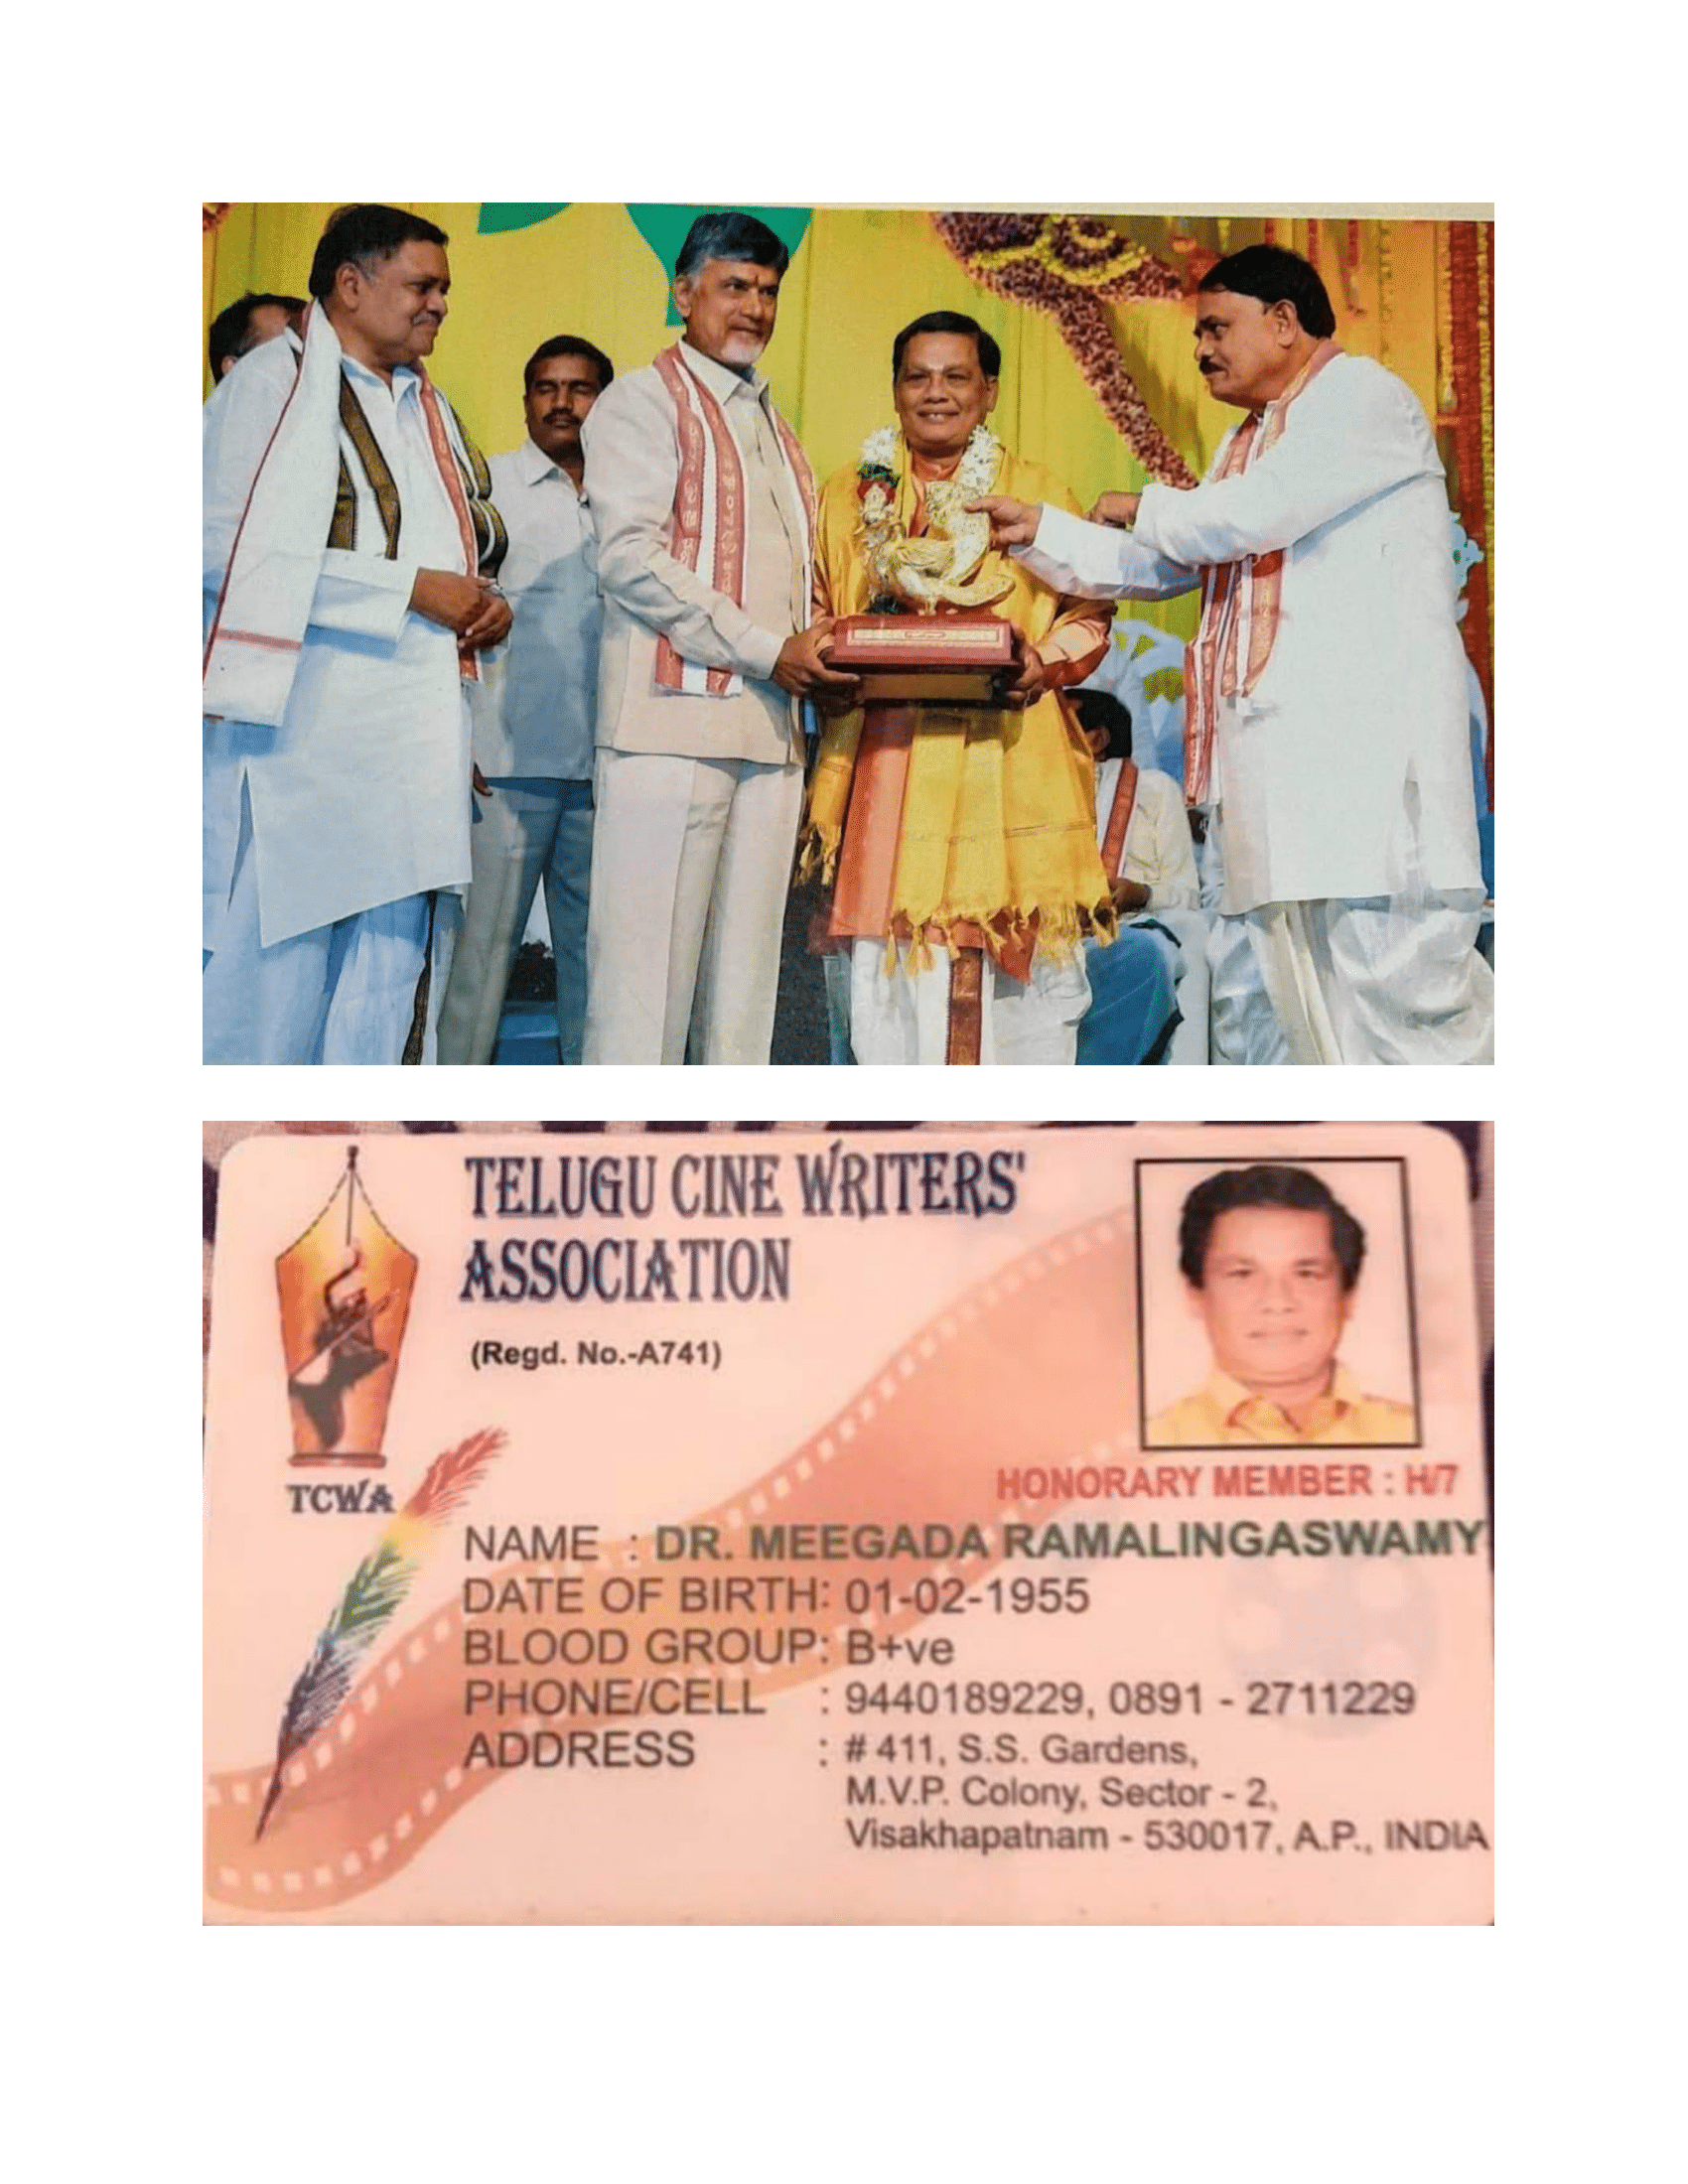 TELUGU CINE WRITERS'
ASSOCIATION
(Regd. No.-A741)
TCWA
HONORARY MEMBER : H/7
NAME : DR. MEEGADA RAMALINGASWAMY
DATE OF BIRTH: 01-02-1955
BLOOD GROUP: B+ve
PHONE/CELL : 9440189229, 0891 - 2711229
ADDRESS : # 411, S.S. Gardens,
M.V.P. Colony, Sector - 2,
Visakhapatnam - 530017, A.P., INDIA